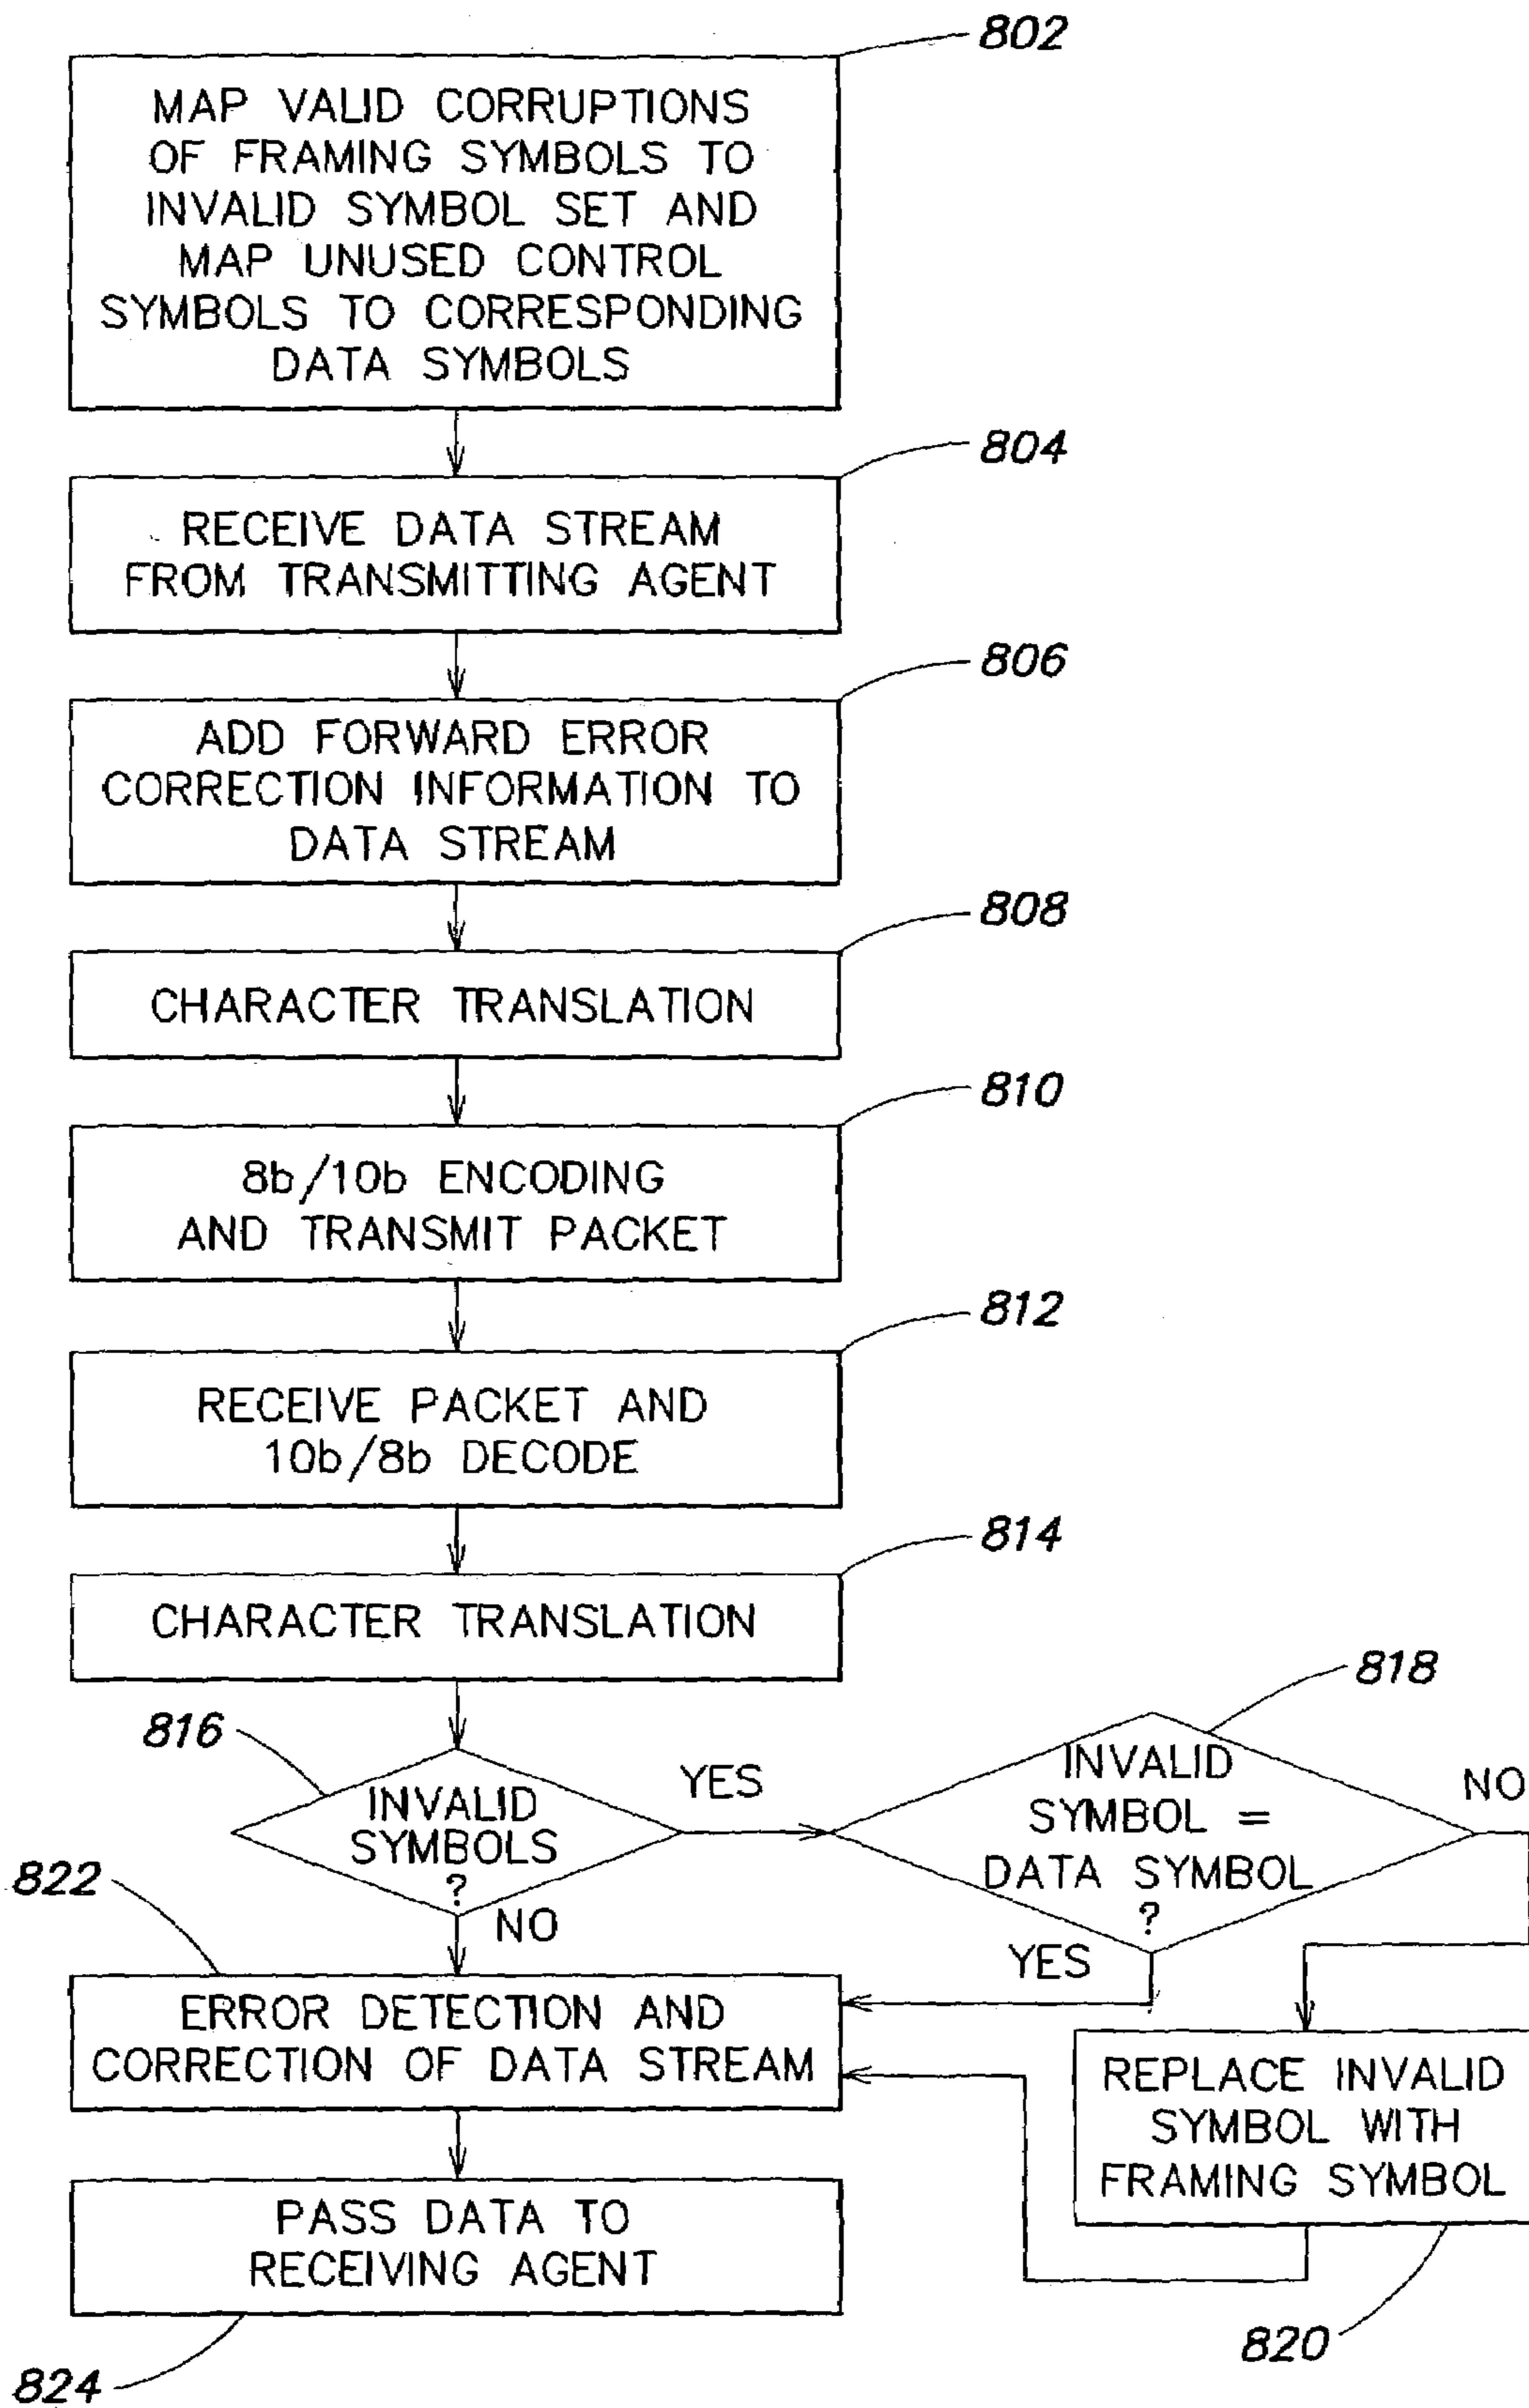 802
MAP VALID CORRUPTIONS
OF FRAMING SYMBOLS TO
INVALID SYMBOL SET AND
MAP UNUSED CONTROL
SYMBOLS TO CORRESPONDING
DATA SYMBOLS
804
RECEIVE DATA STREAM
FROM TRANSMITTING AGENT
806
ADD FORWARD ERROR
CORRECTION INFORMATION TO
DATA STREAM
808
CHARACTER TRANSLATION
810
8b/10b ENCODING
AND TRANSMIT PACKET
812
RECEIVE PACKET AND
10b/8b DECODE
814
CHARACTER TRANSLATION
816
INVALID
SYMBOLS
?
YES
NO
818
INVALID
SYMBOL =
DATA SYMBOL
?
NO
YES
822
ERROR DETECTION AND
CORRECTION OF DATA STREAM
REPLACE INVALID
SYMBOL WITH
FRAMING SYMBOL
820
PASS DATA TO
RECEIVING AGENT
824